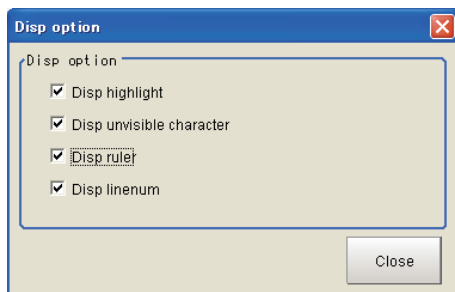 Disp option
Disp option
Disp highlight
Disp unvisible character
Disp ruler
Disp linenum
Close